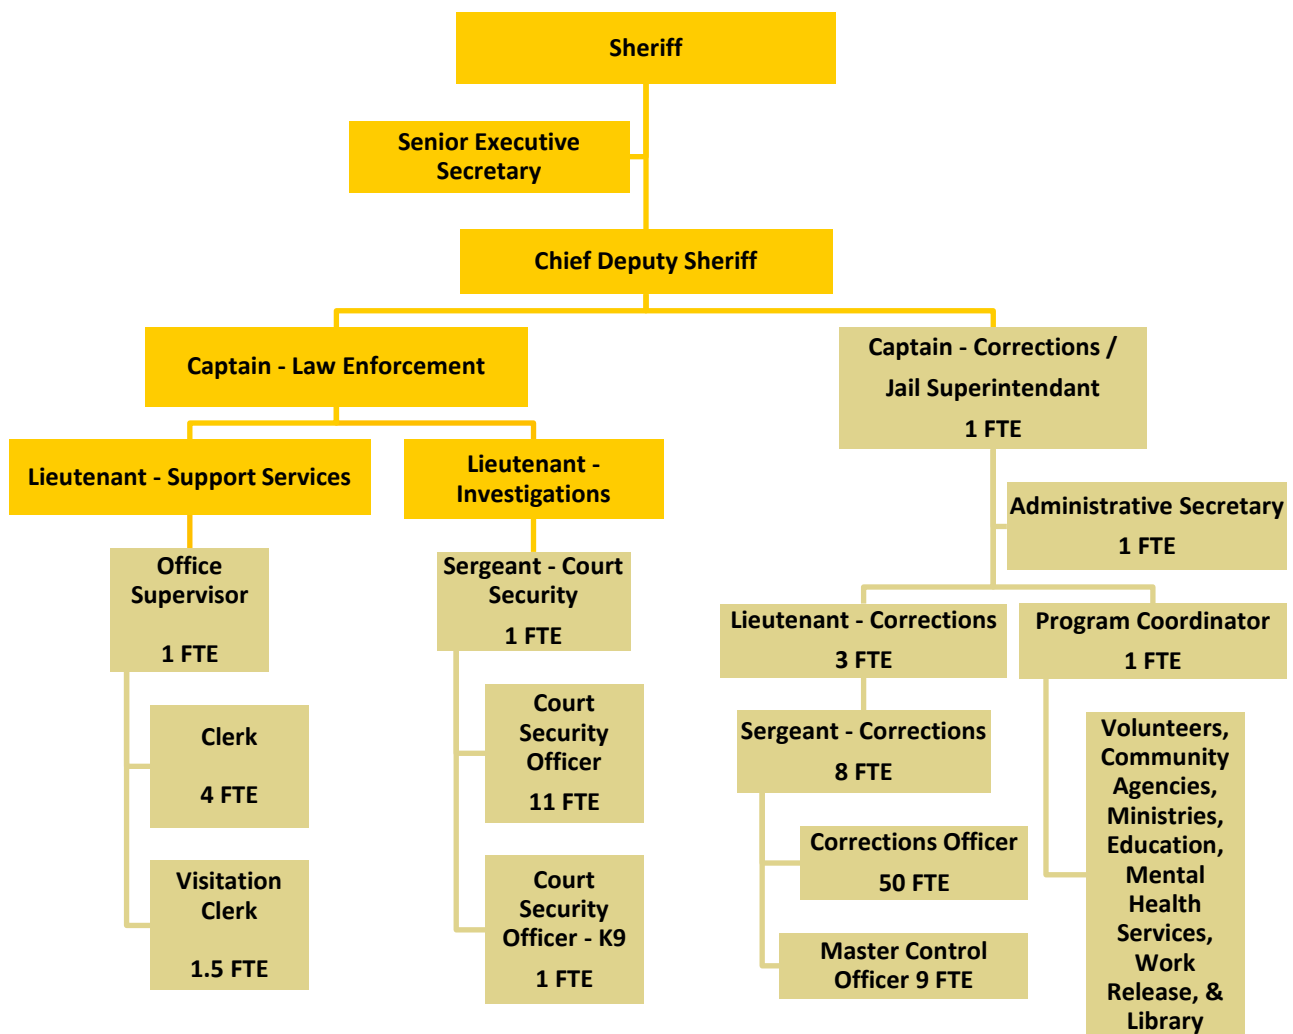 Sheriff
Senior Executive
Secretary
Chief Deputy Sheriff
Captain - Law Enforcement
Captain - Corrections /
Jail Superintendant
1 FTE
Lieutenant - Support Services
Lieutenant -
Investigations
Administrative Secretary
1 FTE
Office
Supervisor
1 FTE
Sergeant - Court
Security
1 FTE
Lieutenant - Corrections
3 FTE
Program Coordinator
1 FTE
Clerk
4 FTE
Court
Security
Officer
11 FTE
Sergeant - Corrections
8 FTE
Volunteers,
Community
Agencies,
Ministries,
Education,
Mental
Health
Services,
Work
Release, &
Library
Visitation
Clerk
1.5 FTE
Court
Security
Officer - K9
1 FTE
Corrections Officer
50 FTE
Master Control
Officer 9 FTE